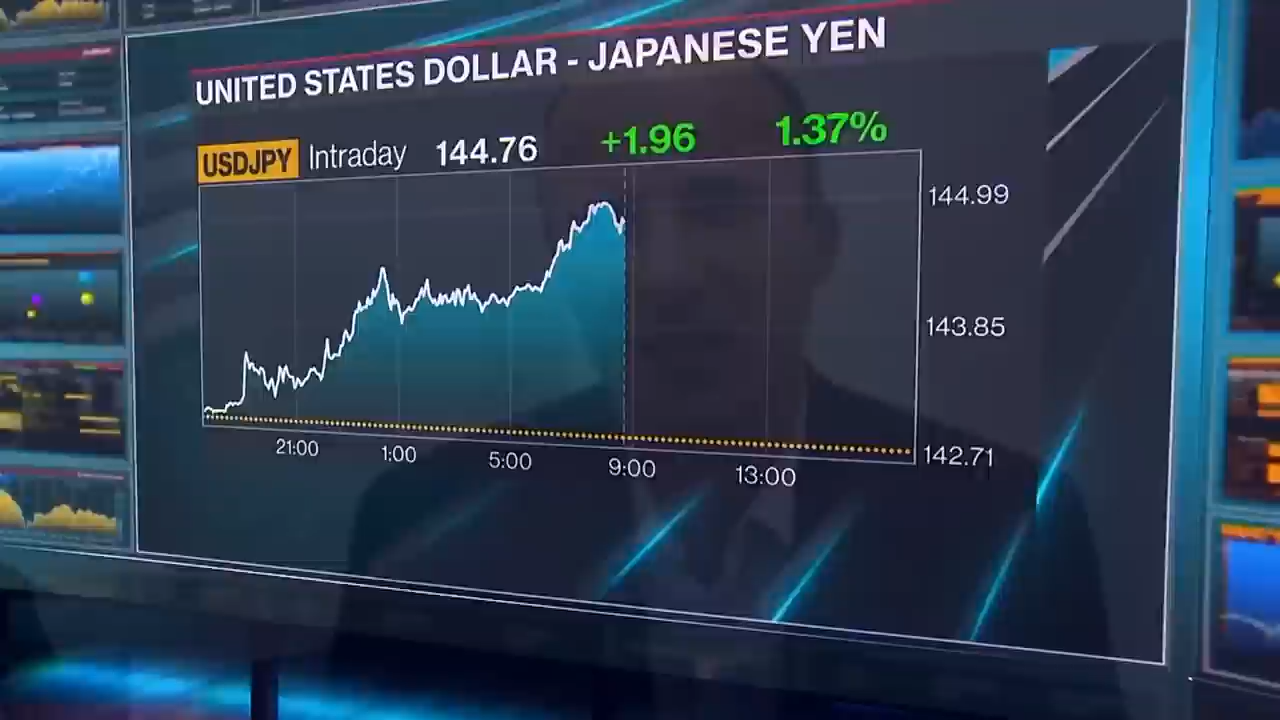 UNITED STATES DOLLAR - JAPANESE YEN
USDJPY Intraday 144.76 +1.96 1.37%
144.99
143.85
142.71
21:00 1:00 5:00 9:00 13:00